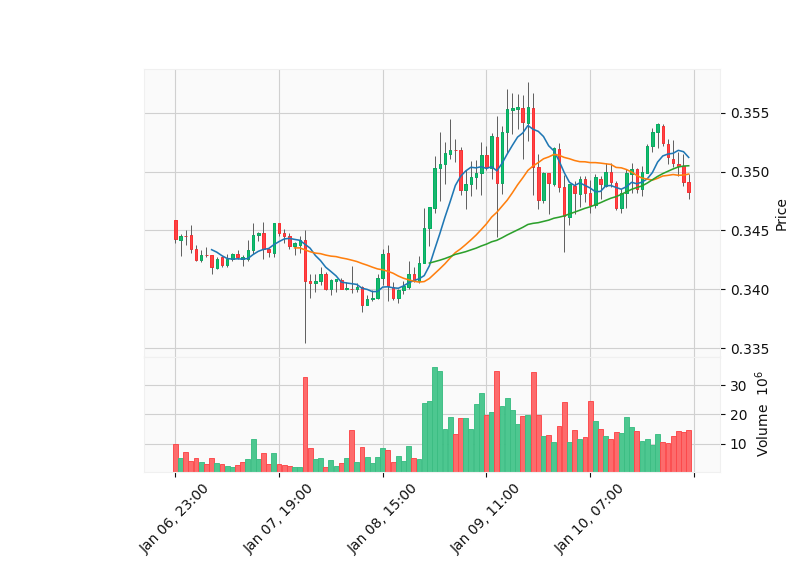 0.355
0.350
0.345
0.340
0.335
Price
30
20
10
Volume 10^6
Jan 06, 23:00
Jan 07, 19:00
Jan 08, 15:00
Jan 09, 11:00
Jan 10, 07:00